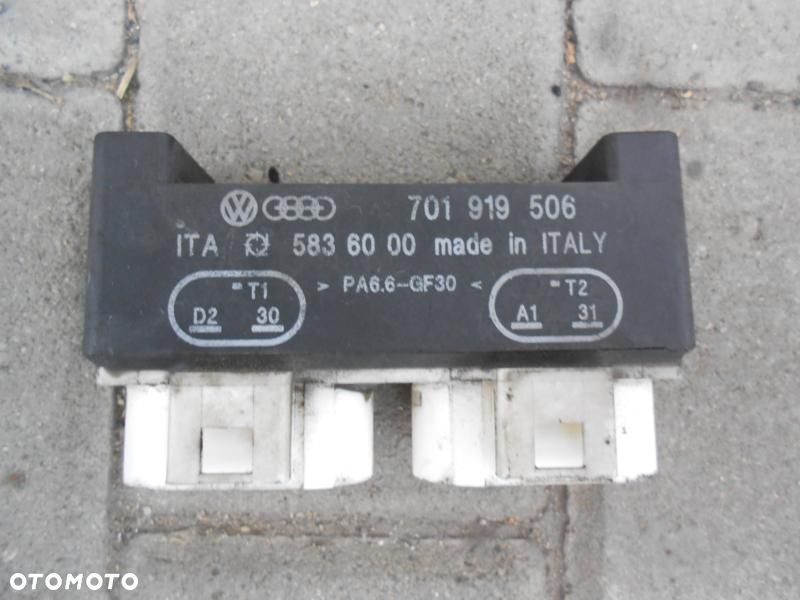 701 919 506
ITA 583 60 00 made in ITALY
T1
D2 30
> PA6.6-GF30 <
T2
A1 31
OTOMOTO